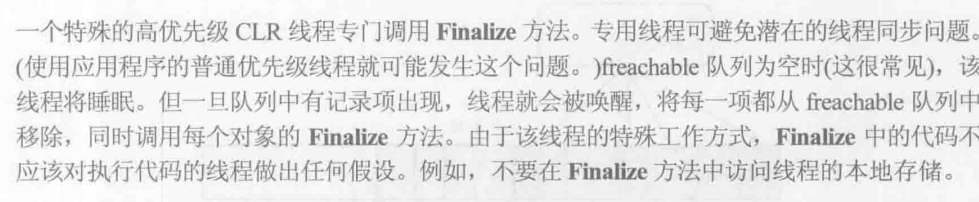 一个特殊的高优先级 CLR 线程专门调用 Finalize 方法。专用线程可避免潜在的线程同步问题。
(使用应用程序的普通优先级线程就可能发生这个问题。)freachable 队列为空时(这很常见)，该
线程将睡眠。但一旦队列中有记录项出现，线程就会被唤醒，将每一项都从 freachable 队列中
移除，同时调用每个对象的 Finalize 方法。由于该线程的特殊工作方式，Finalize 中的代码不
应该对执行代码的线程做出任何假设。例如，不要在 Finalize 方法中访问线程的本地存储。